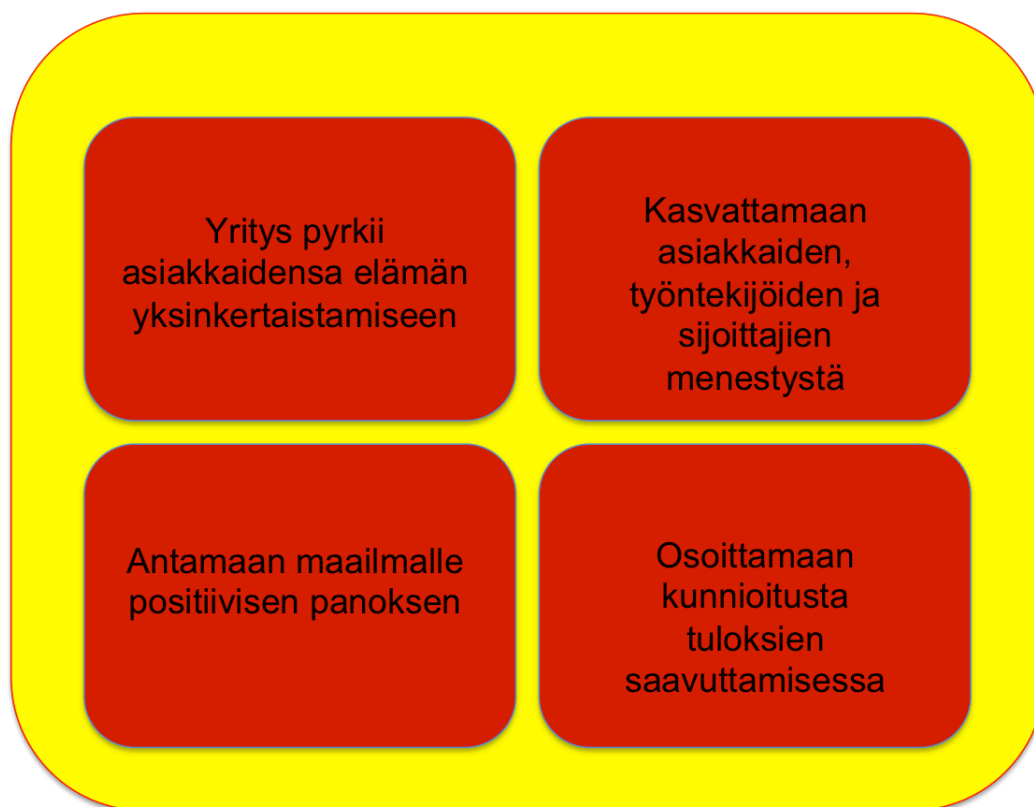 Yritys pyrkii
asiakkaidensa elämän
yksinkertaistamiseen
Kasvattamaan
asiakkaiden,
työntekijöiden ja
sijoittajien
menestystä
Antamaan maailmalle
positiivisen panoksen
Osoittamaan
kunnioitusta
tuloksien
saavuttamisessa